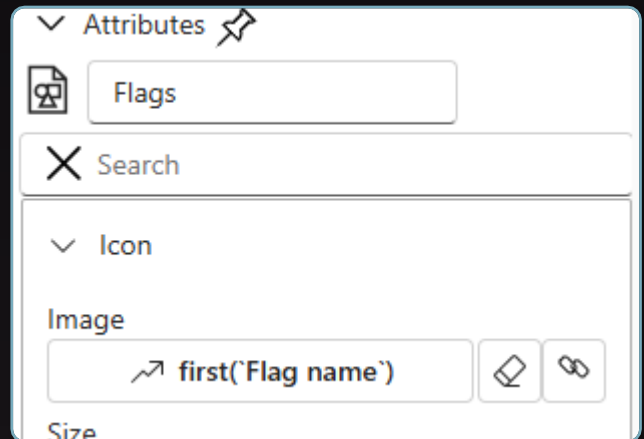 Attributes
Flags
Search
Icon
Image
first(`Flag name`)
Size